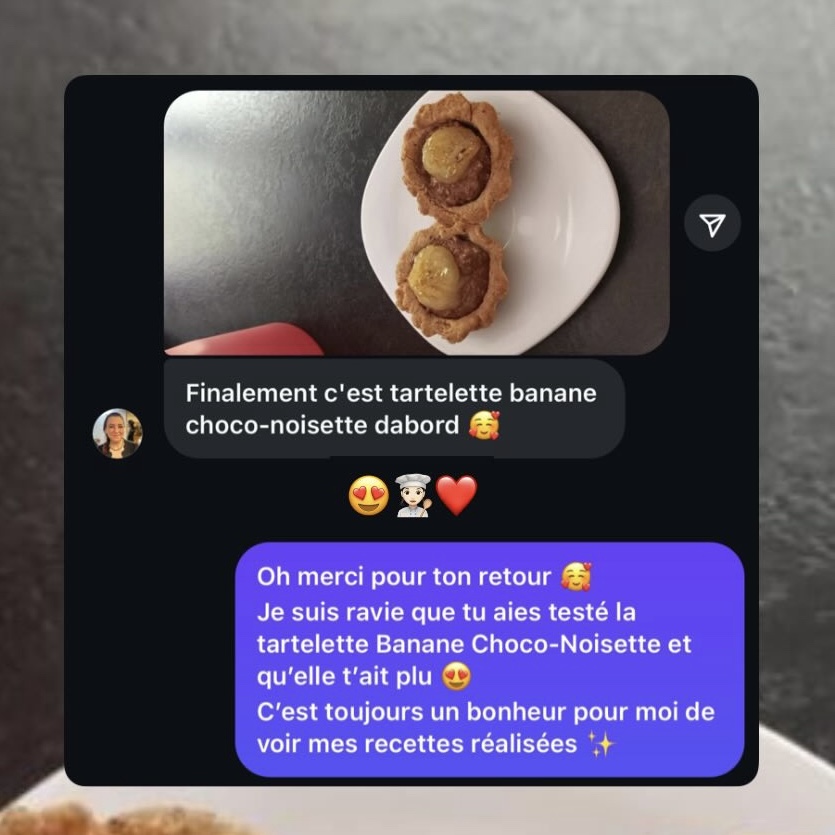 Finalement c'est tartelette banane
choco-noisette dabord 🥰
😍👩🏻‍🍳❤️
Oh merci pour ton retour 🥰
Je suis ravie que tu aies testé la
tartelette Banane Choco-Noisette et
qu’elle t’ait plu 😍
C’est toujours un bonheur pour moi de
voir mes recettes réalisées ✨